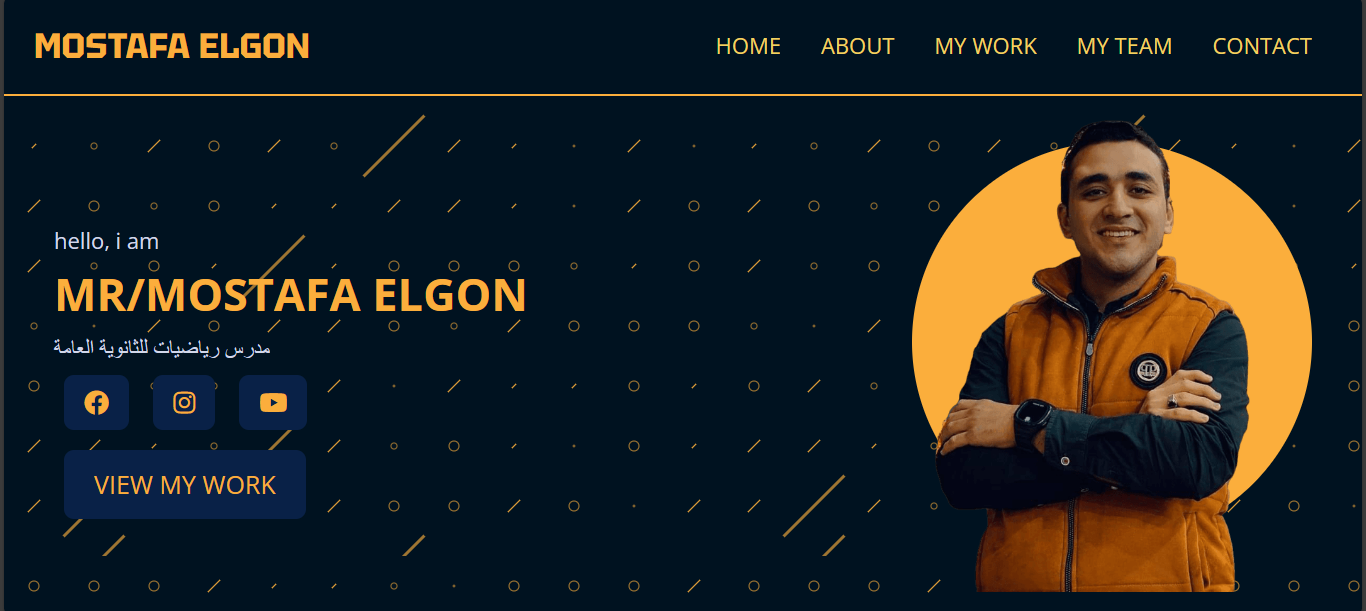 MOSTAFA ELGON
HOME ABOUT MY WORK MY TEAM CONTACT
hello, i am
MR/MOSTAFA ELGON
مدرس رياضيات للثانوية العامة
VIEW MY WORK